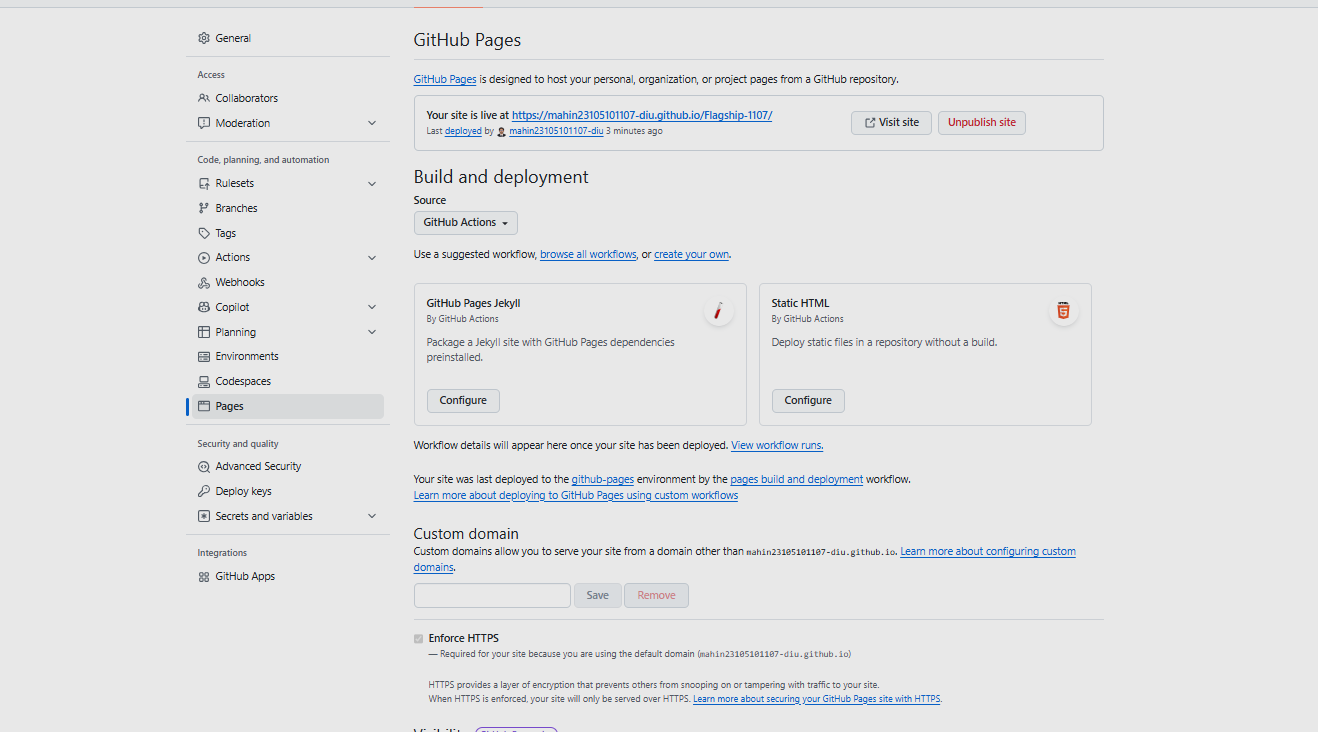 General
Access
Collaborators
Moderation
Code, planning, and automation
Rulesets
Branches
Tags
Actions
Webhooks
Copilot
Planning
Environments
Codespaces
Pages
Security and quality
Advanced Security
Deploy keys
Secrets and variables
Integrations
GitHub Apps
GitHub Pages
GitHub Pages is designed to host your personal, organization, or project pages from a GitHub repository.
Your site is live at https://mahin23105101107-diu.github.io/Flagship-1107/
Last deployed by mahin23105101107-diu 3 minutes ago
Visit site
Unpublish site
Build and deployment
Source
GitHub Actions
Use a suggested workflow, browse all workflows, or create your own.
GitHub Pages Jekyll
By GitHub Actions
Package a Jekyll site with GitHub Pages dependencies
preinstalled.
Configure
Static HTML
By GitHub Actions
Deploy static files in a repository without a build.
Configure
Workflow details will appear here once your site has been deployed. View workflow runs.
Your site was last deployed to the github-pages environment by the pages build and deployment workflow.
Learn more about deploying to GitHub Pages using custom workflows
Custom domain
Custom domains allow you to serve your site from a domain other than mahin23105101107-diu.github.io. Learn more about configuring custom
domains.
Save
Remove
Enforce HTTPS
— Required for your site because you are using the default domain (mahin23105101107-diu.github.io)
HTTPS provides a layer of encryption that prevents others from snooping on or tampering with traffic to your site.
When HTTPS is enforced, your site will only be served over HTTPS. Learn more about securing your GitHub Pages site with HTTPS.